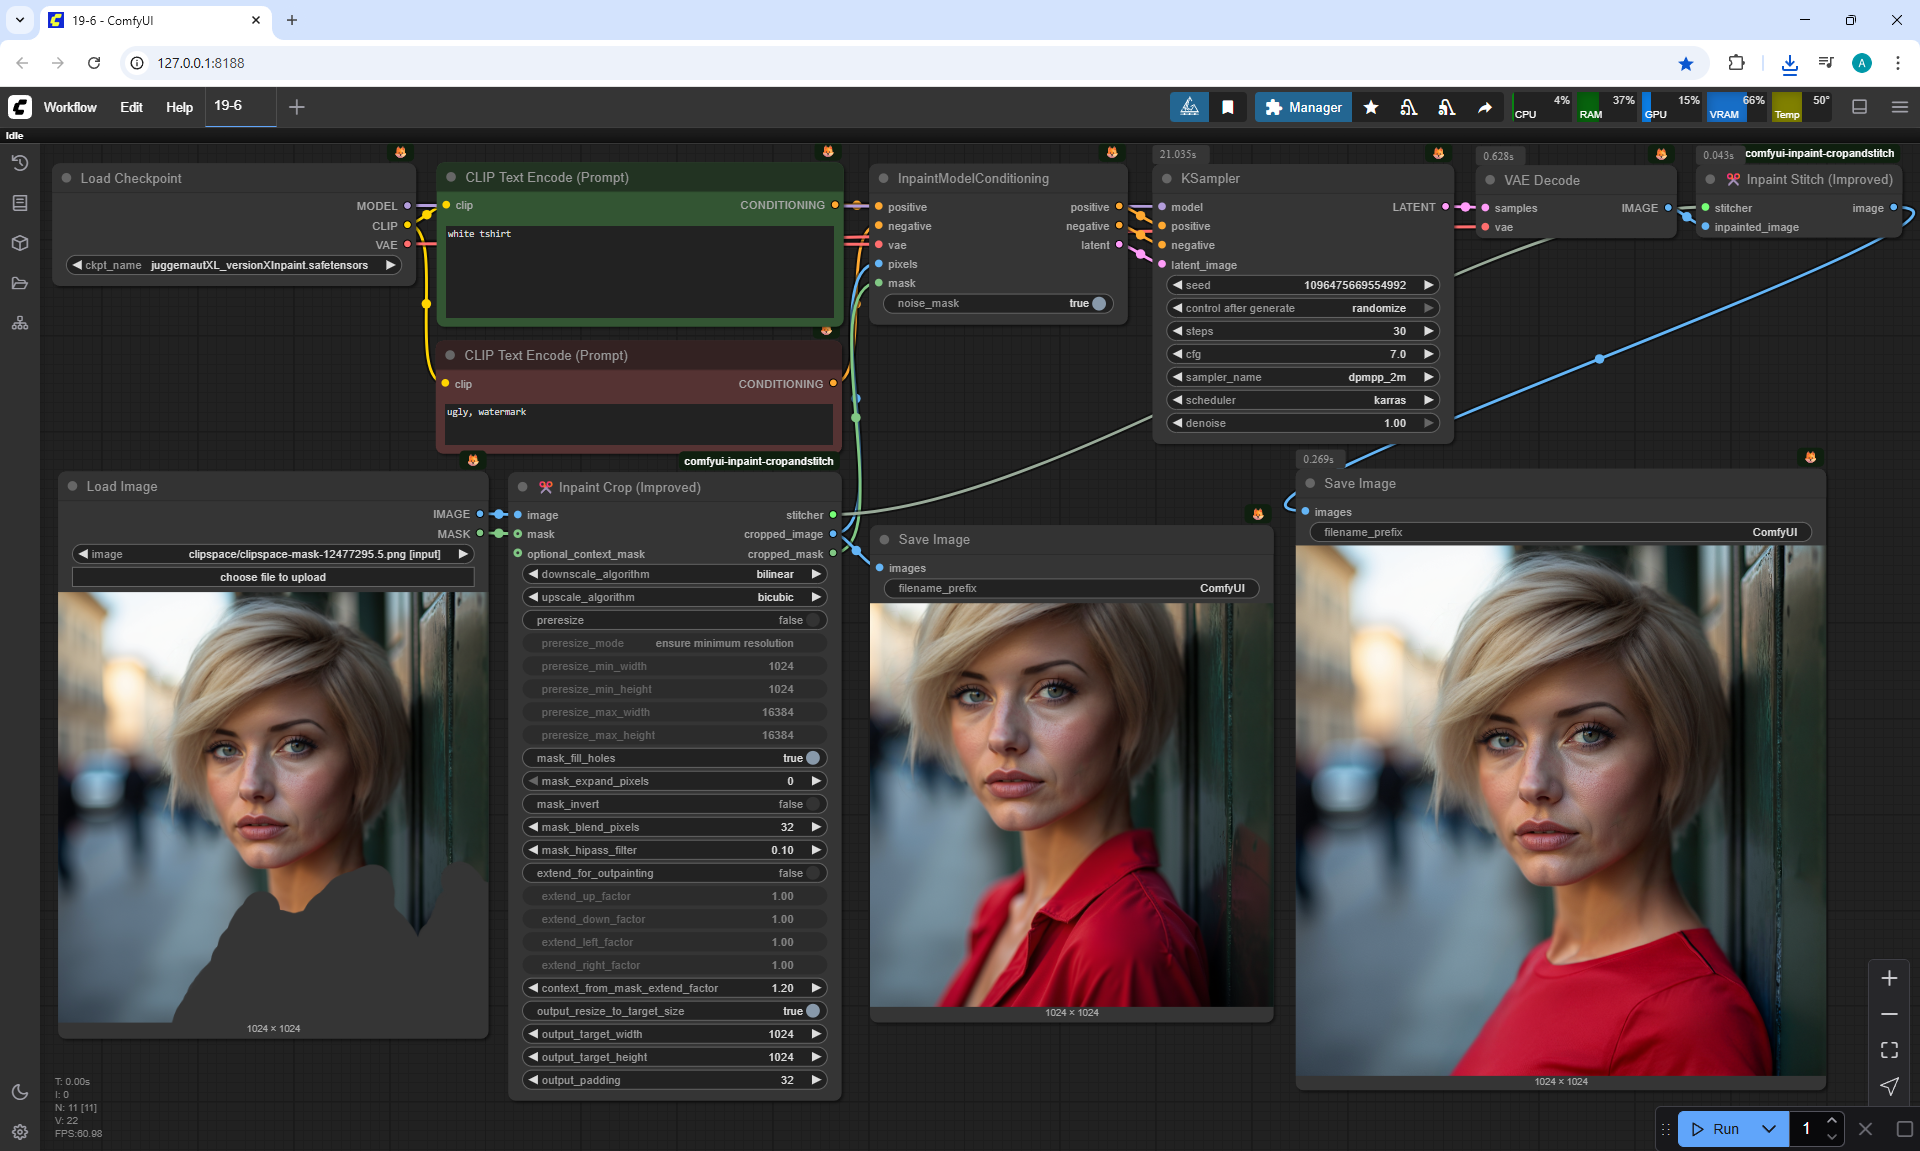 19-6 - ComfyUI
127.0.0.1:8188
A
Workflow Edit Help 19-6
Manager
CPU 4% RAM 37% GPU 15% VRAM 66% Temp 50°
Idle
Load Checkpoint
MODEL
CLIP
VAE
ckpt_name juggernautXL_versionXInpaint.safetensors
CLIP Text Encode (Prompt)
clip CONDITIONING
white tshirt
CLIP Text Encode (Prompt)
clip CONDITIONING
ugly, watermark
InpaintModelConditioning
positive positive
negative negative
vae latent
pixels
mask
noise_mask true
21.035s
KSampler
model LATENT
positive
negative
latent_image
seed 1096475669554992
control after generate randomize
steps 30
cfg 7.0
sampler_name dpmpp_2m
scheduler karras
denoise 1.00
0.628s
VAE Decode
samples IMAGE
vae
0.043s comfyui-inpaint-cropandstitch
Inpaint Stitch (Improved)
stitcher image
inpainted_image
Load Image
IMAGE
MASK
image clipspace/clipspace-mask-12477295.5.png [input]
choose file to upload
1024 × 1024
comfyui-inpaint-cropandstitch
Inpaint Crop (Improved)
image stitcher
mask cropped_image
optional_context_mask cropped_mask
downscale_algorithm bilinear
upscale_algorithm bicubic
preresize false
preresize_mode ensure minimum resolution
preresize_min_width 1024
preresize_min_height 1024
preresize_max_width 16384
preresize_max_height 16384
mask_fill_holes true
mask_expand_pixels 0
mask_invert false
mask_blend_pixels 32
mask_hipass_filter 0.10
extend_for_outpainting false
extend_up_factor 1.00
extend_down_factor 1.00
extend_left_factor 1.00
extend_right_factor 1.00
context_from_mask_extend_factor 1.20
output_resize_to_target_size true
output_target_width 1024
output_target_height 1024
output_padding 32
Save Image
images
filename_prefix ComfyUI
1024 × 1024
0.269s
Save Image
images
filename_prefix ComfyUI
1024 × 1024
T: 0.00s
I: 0
N: 11 [11]
V: 22
FPS:60.98
Run 1